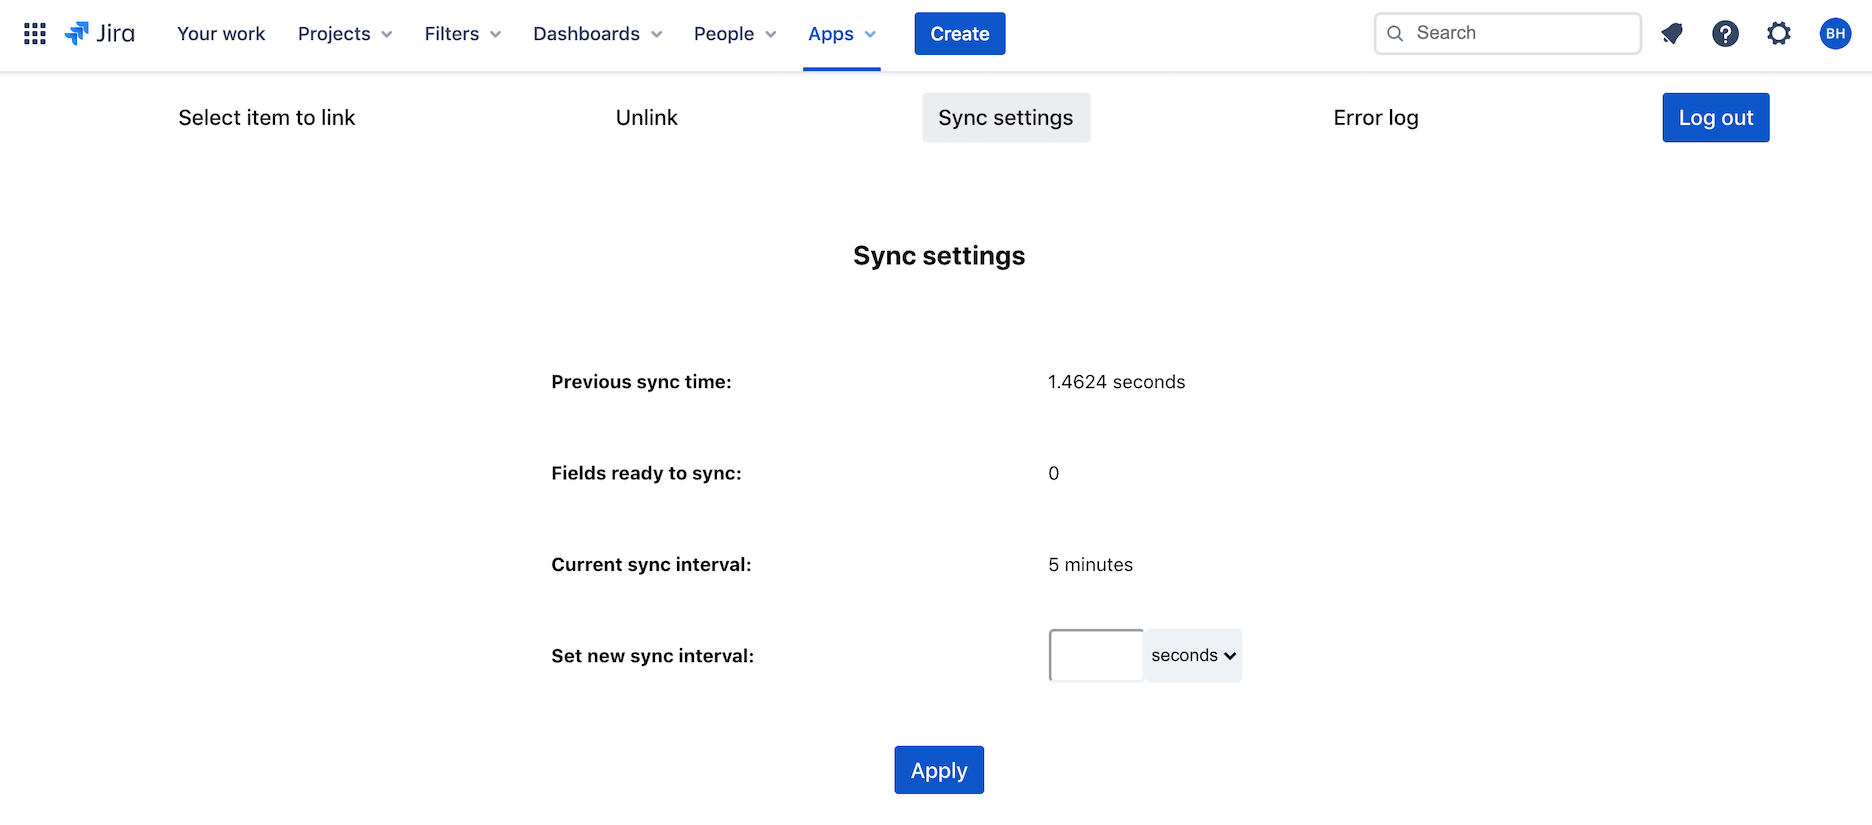 Jira Your work Projects Filters Dashboards People Apps Create Search BH
Select item to link Unlink Sync settings Error log Log out
Sync settings
Previous sync time: 1.4624 seconds
Fields ready to sync: 0
Current sync interval: 5 minutes
Set new sync interval: seconds
Apply